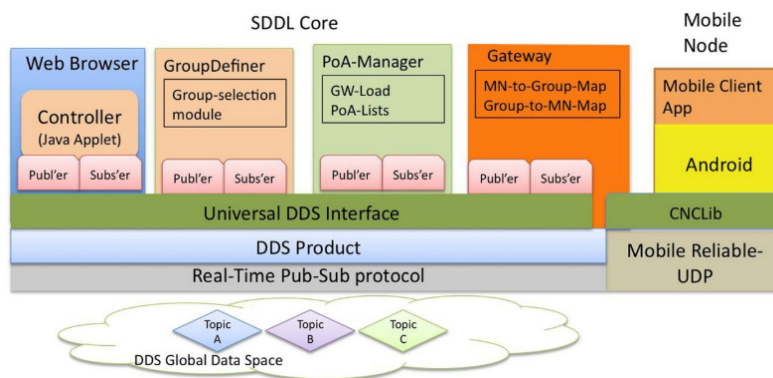 SDDL Core
Mobile
Node
Web Browser
Controller
(Java Applet)
Publ'er
Subs'er
GroupDefiner
Group-selection
module
Publ'er
Subs'er
PoA-Manager
GW-Load
PoA-Lists
Publ'er
Subs'er
Gateway
MN-to-Group-Map
Group-to-MN-Map
Publ'er
Subs'er
Mobile Client
App
Android
Universal DDS Interface
CNCLib
DDS Product
Mobile Reliable-
UDP
Real-Time Pub-Sub protocol
Topic
A
Topic
B
Topic
C
DDS Global Data Space